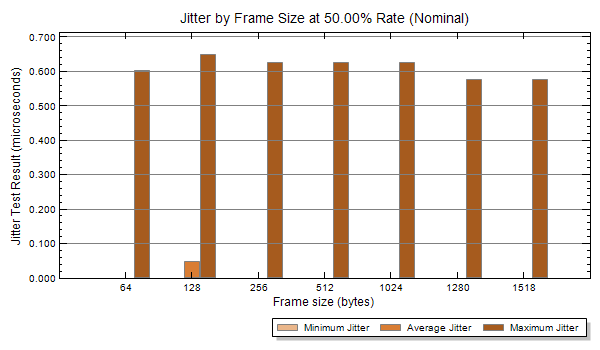 Jitter by Frame Size at 50.00% Rate (Nominal)
Jitter Test Result (microseconds)
0.700
0.600
0.500
0.400
0.300
0.200
0.100
0.000
64 128 256 512 1024 1280 1518
Frame size (bytes)
Minimum Jitter Average Jitter Maximum Jitter